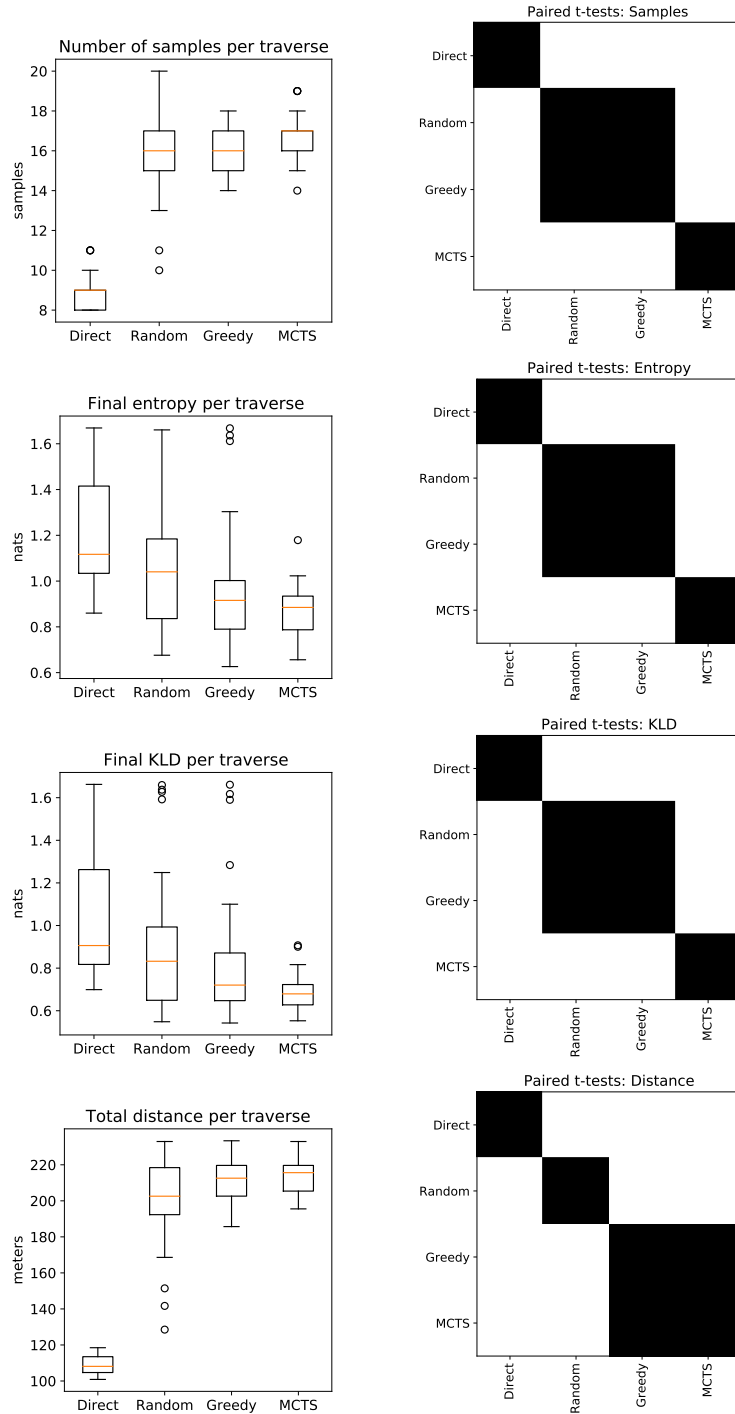 Number of samples per traverse
samples
20
18
16
14
12
10
8
Direct Random Greedy MCTS
Paired t-tests: Samples
Direct
Random
Greedy
MCTS
Direct
Random
Greedy
MCTS
Final entropy per traverse
nats
1.6
1.4
1.2
1.0
0.8
0.6
Direct Random Greedy MCTS
Paired t-tests: Entropy
Direct
Random
Greedy
MCTS
Direct
Random
Greedy
MCTS
Final KLD per traverse
nats
1.6
1.4
1.2
1.0
0.8
0.6
Direct Random Greedy MCTS
Paired t-tests: KLD
Direct
Random
Greedy
MCTS
Direct
Random
Greedy
MCTS
Total distance per traverse
meters
220
200
180
160
140
120
100
Direct Random Greedy MCTS
Paired t-tests: Distance
Direct
Random
Greedy
MCTS
Direct
Random
Greedy
MCTS